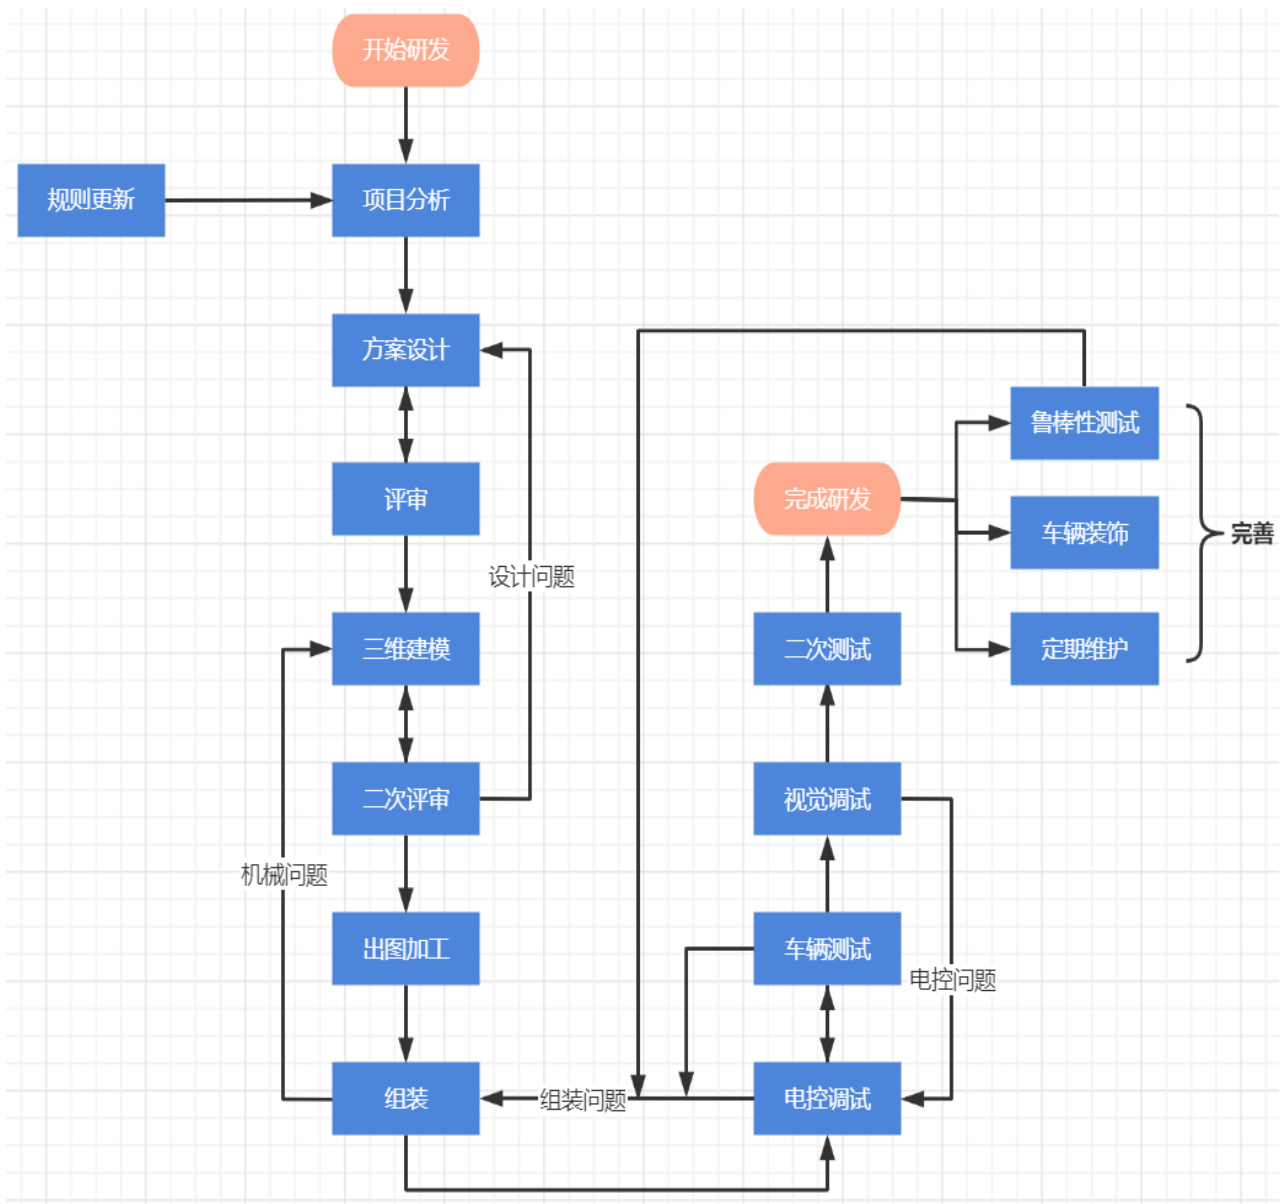 开始研发
规则更新
项目分析
方案设计
评审
设计问题
三维建模
二次评审
机械问题
出图加工
组装
组装问题
电控调试
车辆测试
电控问题
视觉调试
二次测试
完成研发
鲁棒性测试
车辆装饰
定期维护
完善